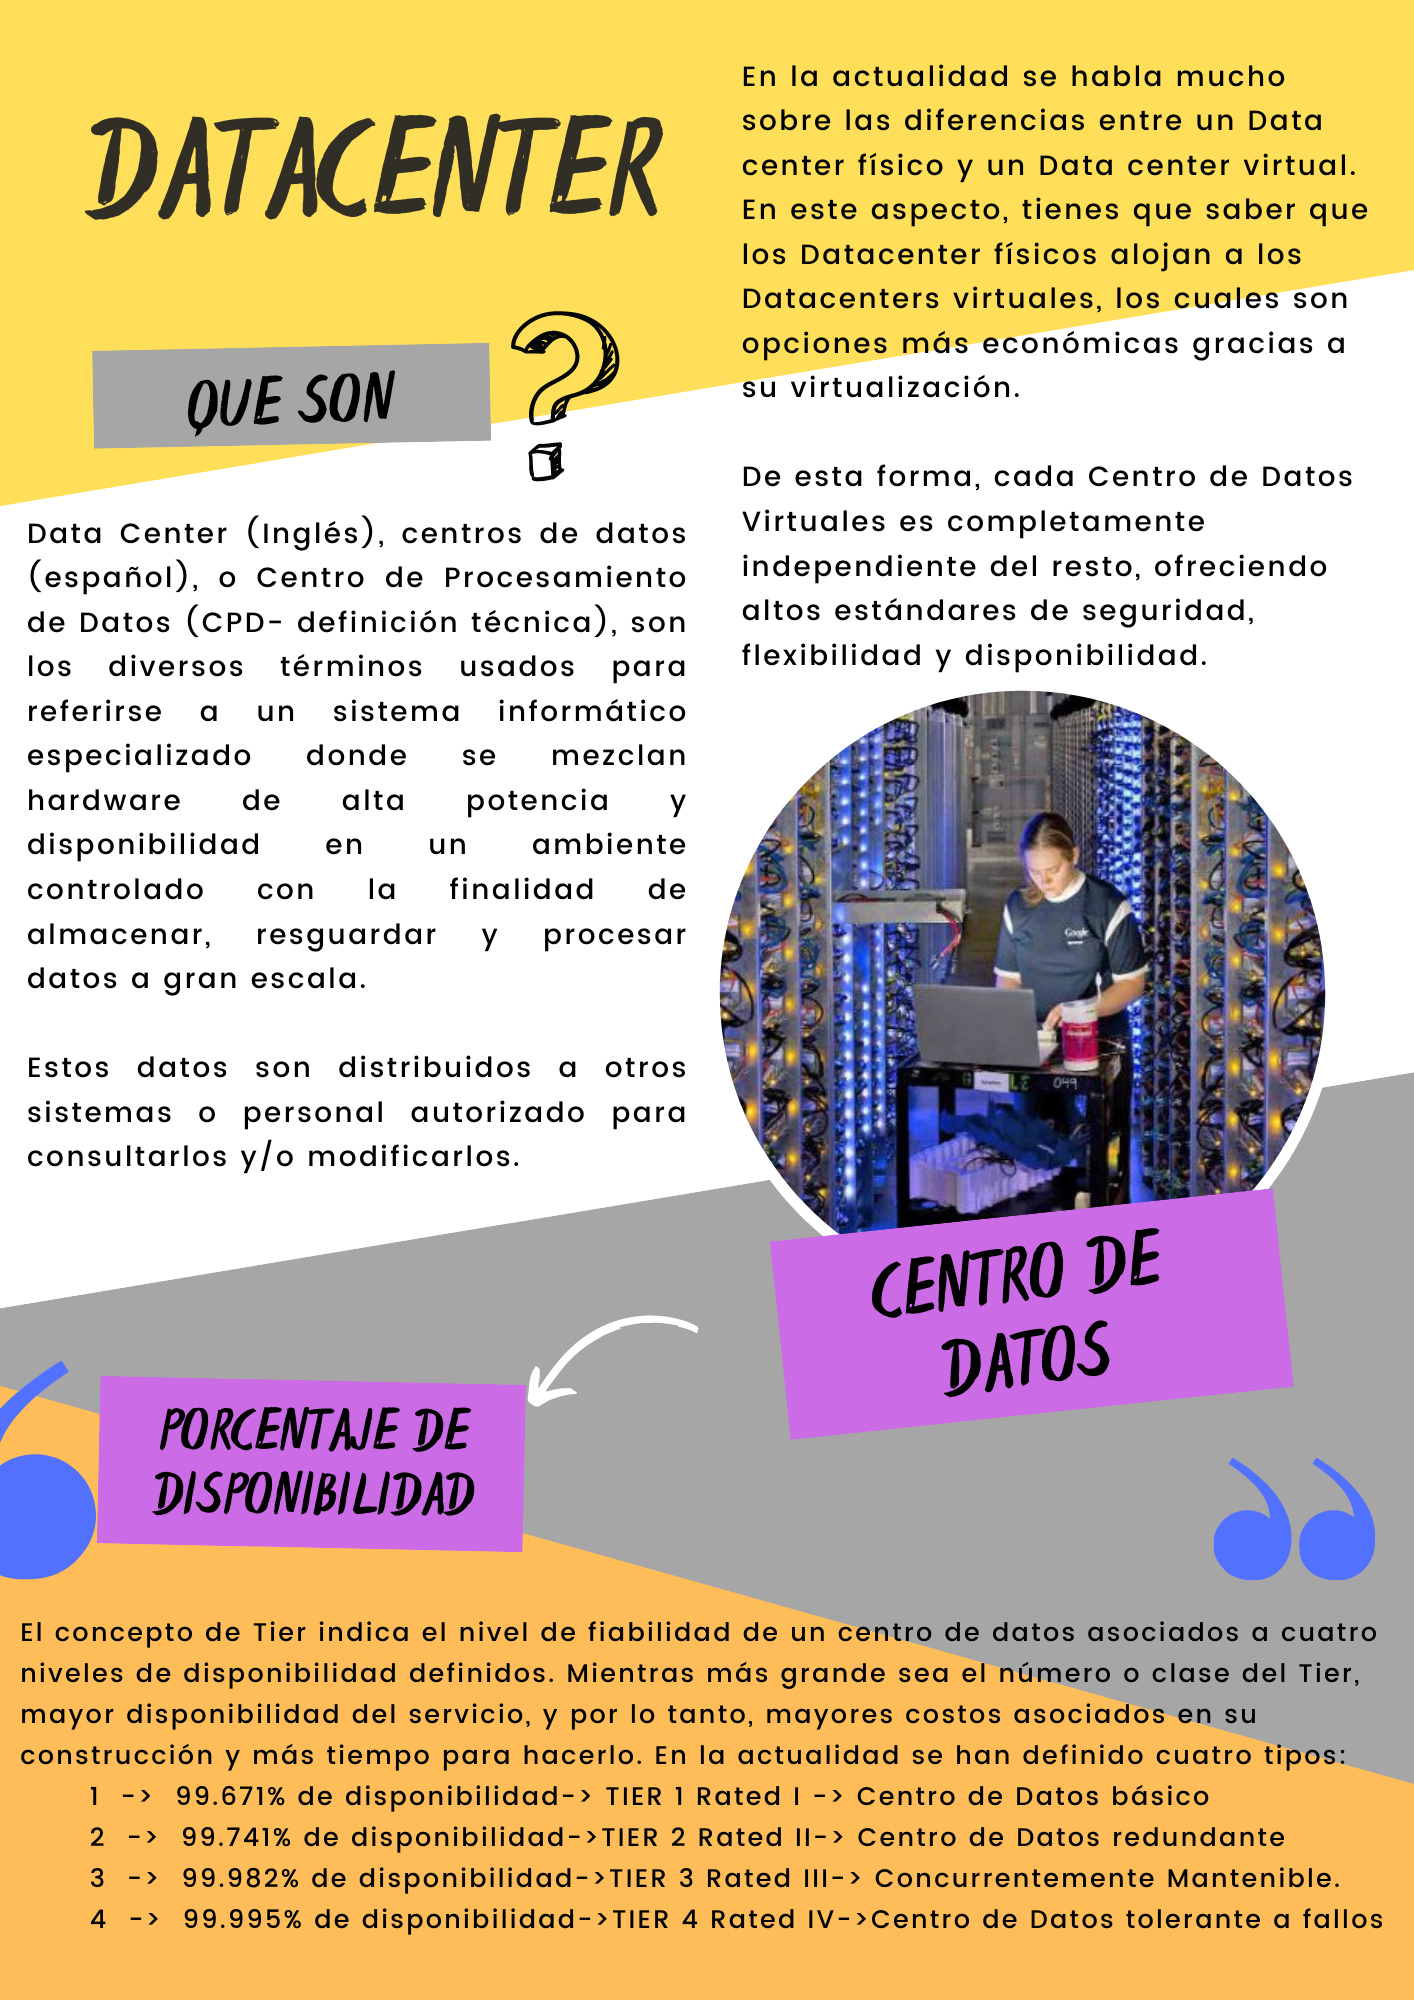 DATACENTER
QUE SON
?
Data Center (Inglés), centros de datos
(español), o Centro de Procesamiento
de Datos (CPD- definición técnica), son
los diversos términos usados para
referirse a un sistema informático
especializado donde se mezclan
hardware de alta potencia y
disponibilidad en un ambiente
controlado con la finalidad de
almacenar, resguardar y procesar
datos a gran escala.
Estos datos son distribuidos a otros
sistemas o personal autorizado para
consultarlos y/o modificarlos.
En la actualidad se habla mucho
sobre las diferencias entre un Data
center físico y un Data center virtual.
En este aspecto, tienes que saber que
los Datacenter físicos alojan a los
Datacenters virtuales, los cuales son
opciones más económicas gracias a
su virtualización.
De esta forma, cada Centro de Datos
Virtuales es completamente
independiente del resto, ofreciendo
altos estándares de seguridad,
flexibilidad y disponibilidad.
Google
049
CENTRO DE
DATOS
PORCENTAJE DE
DISPONIBILIDAD
El concepto de Tier indica el nivel de fiabilidad de un centro de datos asociados a cuatro
niveles de disponibilidad definidos. Mientras más grande sea el número o clase del Tier,
mayor disponibilidad del servicio, y por lo tanto, mayores costos asociados en su
construcción y más tiempo para hacerlo. En la actualidad se han definido cuatro tipos:
1 -> 99.671% de disponibilidad-> TIER 1 Rated I -> Centro de Datos básico
2 -> 99.741% de disponibilidad->TIER 2 Rated II-> Centro de Datos redundante
3 -> 99.982% de disponibilidad->TIER 3 Rated III-> Concurrentemente Mantenible.
4 -> 99.995% de disponibilidad->TIER 4 Rated IV->Centro de Datos tolerante a fallos